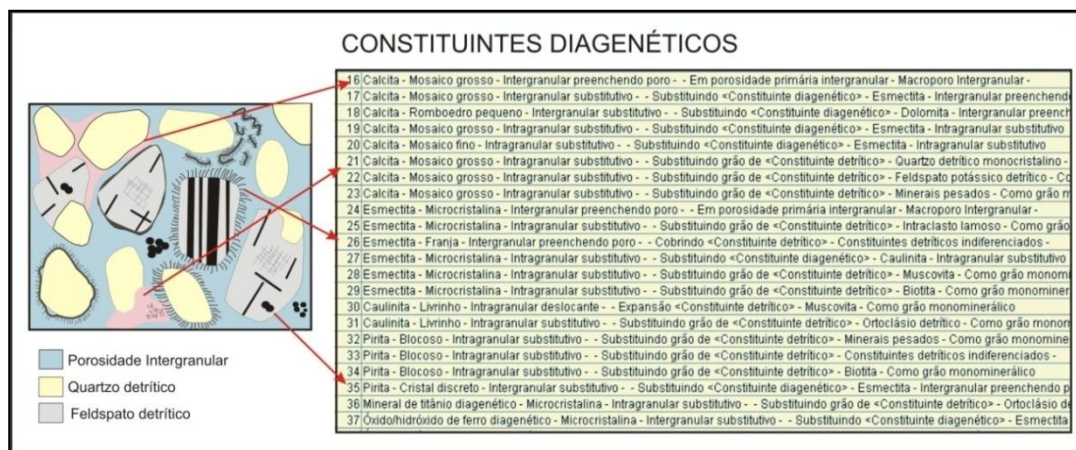 CONSTITUINTES DIAGENÉTICOS
16 Calcita - Mosaico grosso - Intergranular preenchendo poro - - Em porosidade primária intergranular - Macroporo Intergranular -
17 Calcita - Mosaico grosso - Intergranular substitutivo - - Substituindo <Constituinte diagenético> - Esmectita - Intergranular preenchend
18 Calcita - Romboedro pequeno - Intergranular substitutivo - - Substituindo <Constituinte diagenético> - Dolomita - Intergranular preench
19 Calcita - Mosaico grosso - Intragranular substitutivo - - Substituindo <Constituinte diagenético> - Esmectita - Intragranular substitutivo
20 Calcita - Mosaico fino - Intragranular substitutivo - - Substituindo <Constituinte diagenético> - Esmectita - Intragranular substitutivo
21 Calcita - Mosaico grosso - Intragranular substitutivo - - Substituindo grão de <Constituinte detrítico> - Quartzo detrítico monocristalino -
22 Calcita - Mosaico grosso - Intragranular substitutivo - - Substituindo grão de <Constituinte detrítico> - Feldspato potássico detrítico - Co
23 Calcita - Mosaico grosso - Intragranular substitutivo - - Substituindo grão de <Constituinte detrítico> - Minerais pesados - Como grão m
24 Esmectita - Microcristalina - Intergranular preenchendo poro - - Em porosidade primária intergranular - Macroporo Intergranular -
25 Esmectita - Microcristalina - Intragranular substitutivo - - Substituindo grão de <Constituinte detrítico> - Intraclasto lamoso - Como grão
26 Esmectita - Franja - Intergranular preenchendo poro - - Cobrindo <Constituinte detrítico> - Constituintes detríticos indiferenciados -
27 Esmectita - Microcristalina - Intragranular substitutivo - - Substituindo <Constituinte diagenético> - Caulinita - Intragranular substitutivo
28 Esmectita - Microcristalina - Intragranular substitutivo - - Substituindo grão de <Constituinte detrítico> - Muscovita - Como grão monomi
29 Esmectita - Microcristalina - Intragranular substitutivo - - Substituindo grão de <Constituinte detrítico> - Biotita - Como grão monominer
30 Caulinita - Livrinho - Intragranular deslocante - - Expansão <Constituinte detrítico> - Muscovita - Como grão monominerálico
31 Caulinita - Livrinho - Intragranular substitutivo - - Substituindo grão de <Constituinte detrítico> - Ortoclásio detrítico - Como grão monom
32 Pirita - Blocoso - Intragranular substitutivo - - Substituindo grão de <Constituinte detrítico> - Minerais pesados - Como grão monomine
33 Pirita - Blocoso - Intragranular substitutivo - - Substituindo grão de <Constituinte detrítico> - Constituintes detríticos indiferenciados -
34 Pirita - Blocoso - Intragranular substitutivo - - Substituindo grão de <Constituinte detrítico> - Biotita - Como grão monominerálico
35 Pirita - Cristal discreto - Intergranular substitutivo - - Substituindo <Constituinte diagenético> - Esmectita - Intergranular preenchendo p
36 Mineral de titânio diagenético - Microcristalina - Intragranular substitutivo - - Substituindo grão de <Constituinte detrítico> - Ortoclásio de
37 Óxido/hidróxido de ferro diagenético - Microcristalina - Intergranular substitutivo - - Substituindo <Constituinte diagenético> - Esmectita
Porosidade Intergranular
Quartzo detrítico
Feldspato detrítico